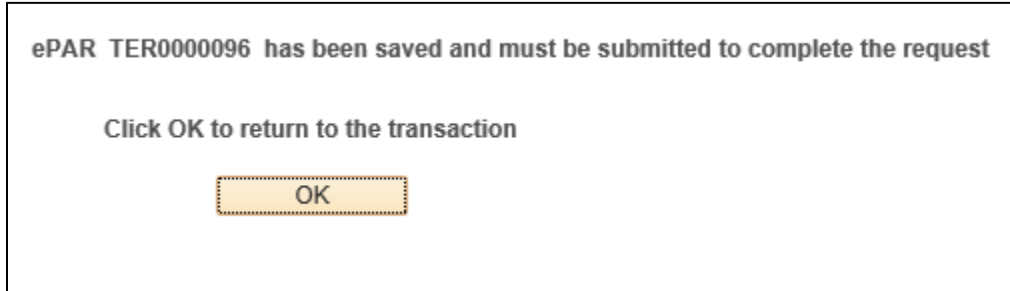 ePAR TER0000096 has been saved and must be submitted to complete the request
Click OK to return to the transaction
OK